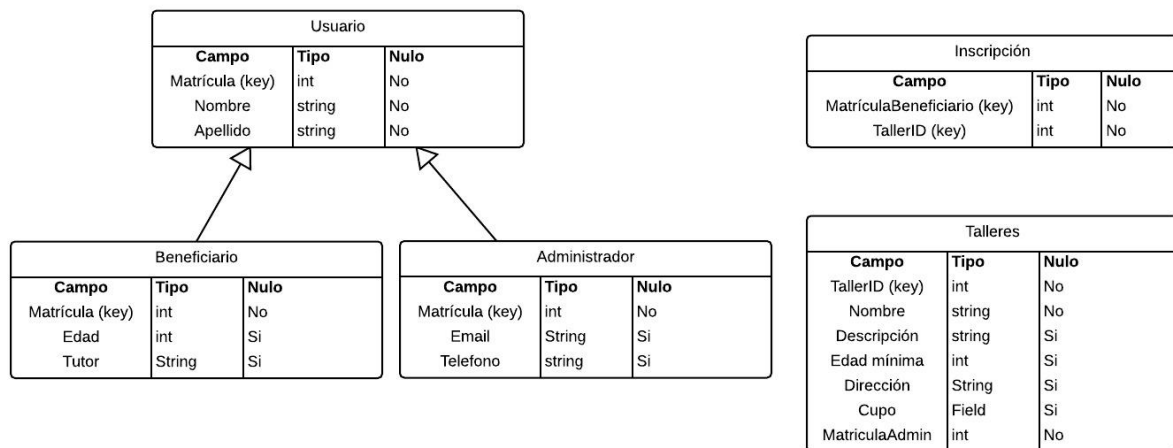 Usuario
Campo Tipo Nulo
Matrícula (key) int No
Nombre string No
Apellido string No
Inscripción
Campo Tipo Nulo
MatrículaBeneficiario (key) int No
TallerID (key) int No
Beneficiario
Campo Tipo Nulo
Matrícula (key) int No
Edad int Si
Tutor String Si
Administrador
Campo Tipo Nulo
Matrícula (key) int No
Email String Si
Telefono string Si
Talleres
Campo Tipo Nulo
TallerID (key) int No
Nombre string No
Descripción string Si
Edad mínima int Si
Dirección String Si
Cupo Field Si
MatriculaAdmin int No